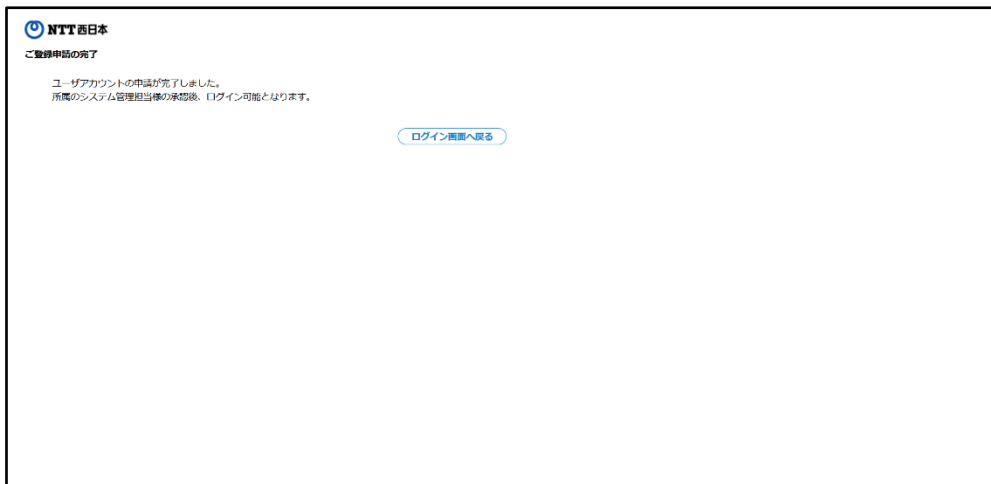 NTT西日本
ご登録申請の完了
ユーザアカウントの申請が完了しました。
所属のシステム管理担当様の承認後、ログイン可能となります。
ログイン画面へ戻る